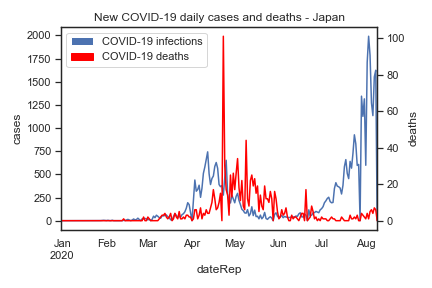 New COVID-19 daily cases and deaths - Japan
COVID-19 infections
COVID-19 deaths
2000
1750
1500
1250
1000
750
500
250
0
cases
100
80
60
40
20
0
deaths
Jan Feb Mar Apr May Jun Jul Aug
2020
dateRep